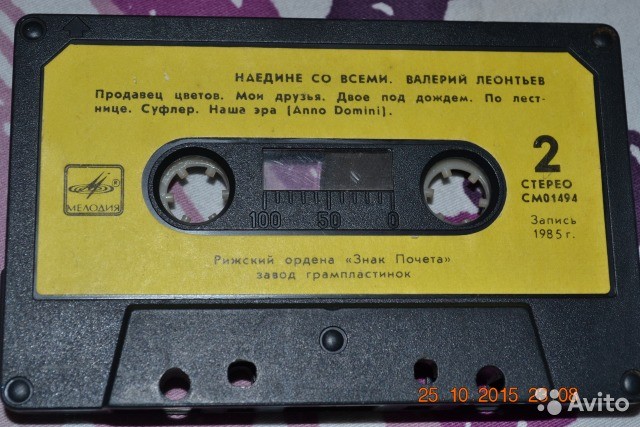 НАЕДИНЕ СО ВСЕМИ. ВАЛЕРИЙ ЛЕОНТЬЕВ
Продавец цветов. Мои друзья. Двое под дождем. По лест-
нице. Суфлер. Наша эра (Anno Domini).
2
СТЕРЕО
СМ01494
Запись
1985 г.
МЕЛОДИЯ
®
100 50 0
Рижский ордена «Знак Почета»
завод грампластинок
25 10 2015
Avito